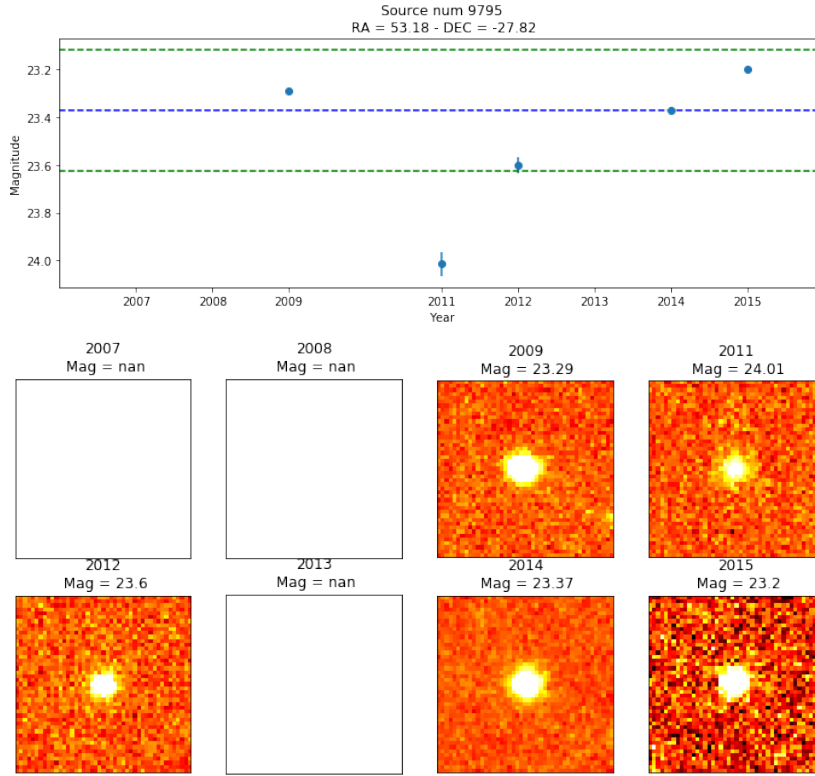 Source num 9795
RA = 53.18 - DEC = -27.82
Magnitude
23.2
23.4
23.6
23.8
24.0
2007 2008 2009 2011 2012 2013 2014 2015
Year
2007
Mag = nan
2008
Mag = nan
2009
Mag = 23.29
2011
Mag = 24.01
2012
Mag = 23.6
2013
Mag = nan
2014
Mag = 23.37
2015
Mag = 23.2